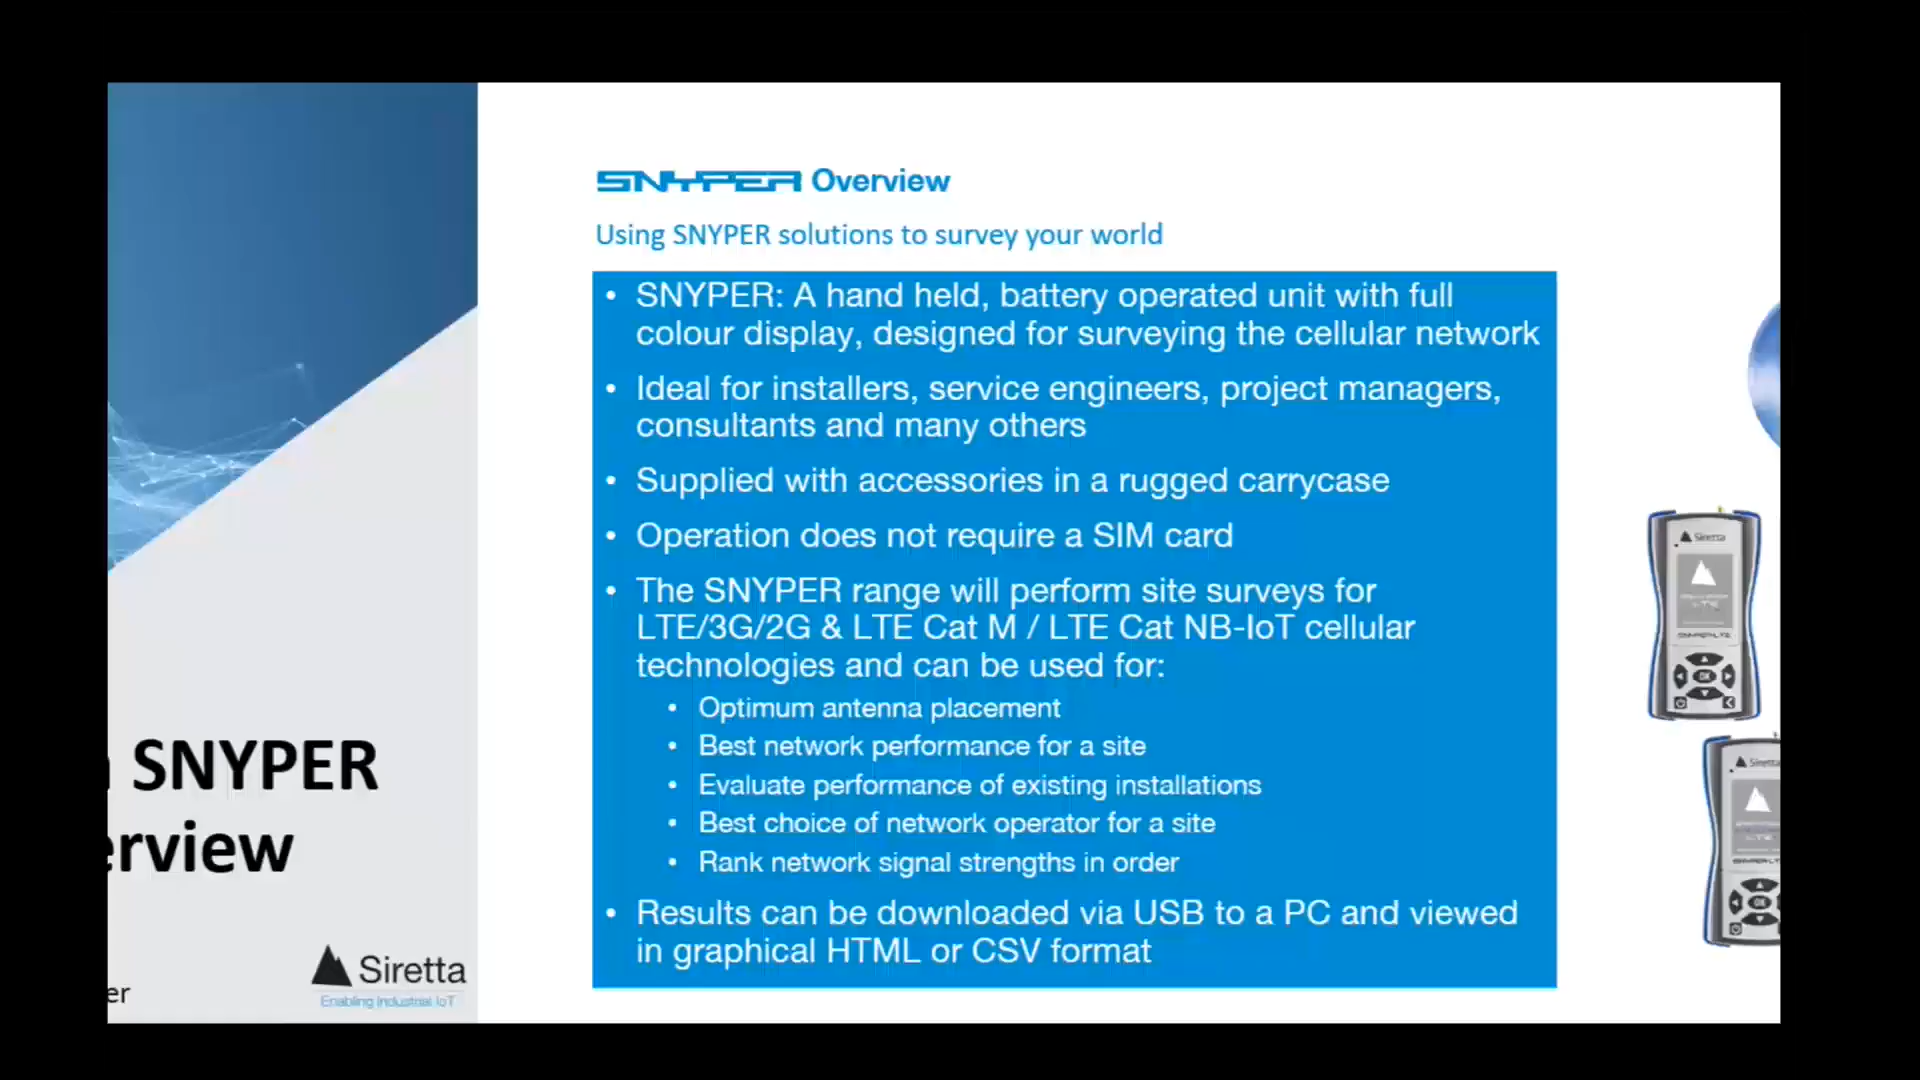 SNYPER
erview
er
Siretta
Enabling Industrial IoT
SNYPER Overview
Using SNYPER solutions to survey your world
• SNYPER: A hand held, battery operated unit with full
colour display, designed for surveying the cellular network
• Ideal for installers, service engineers, project managers,
consultants and many others
• Supplied with accessories in a rugged carrycase
• Operation does not require a SIM card
• The SNYPER range will perform site surveys for
LTE/3G/2G & LTE Cat M / LTE Cat NB-IoT cellular
technologies and can be used for:
• Optimum antenna placement
• Best network performance for a site
• Evaluate performance of existing installations
• Best choice of network operator for a site
• Rank network signal strengths in order
• Results can be downloaded via USB to a PC and viewed
in graphical HTML or CSV format
Siretta
OK
Siretta
OK